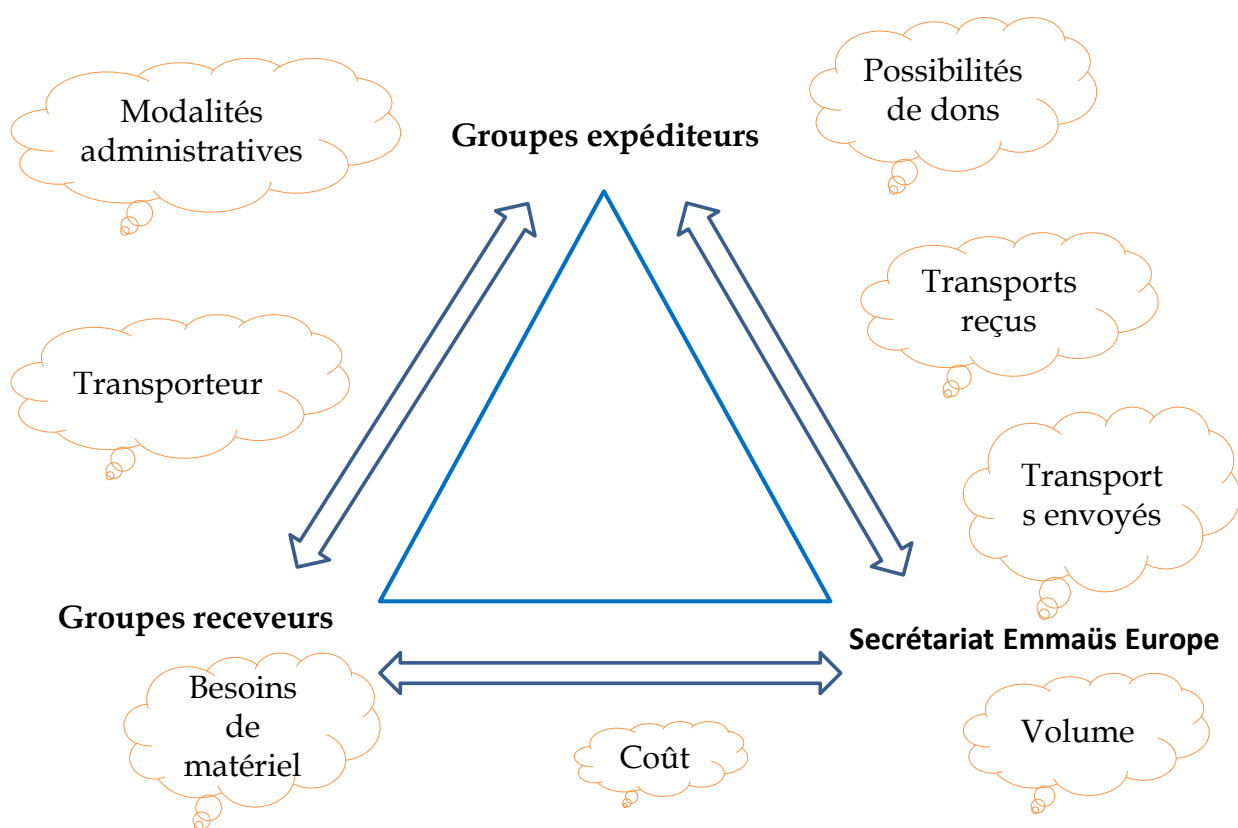 Modalités
administratives
Groupes expéditeurs
Possibilités
de dons
Transports
reçus
Transporteur
Transport
s envoyés
Groupes receveurs
Secrétariat Emmaüs Europe
Besoins
de
matériel
Coût
Volume